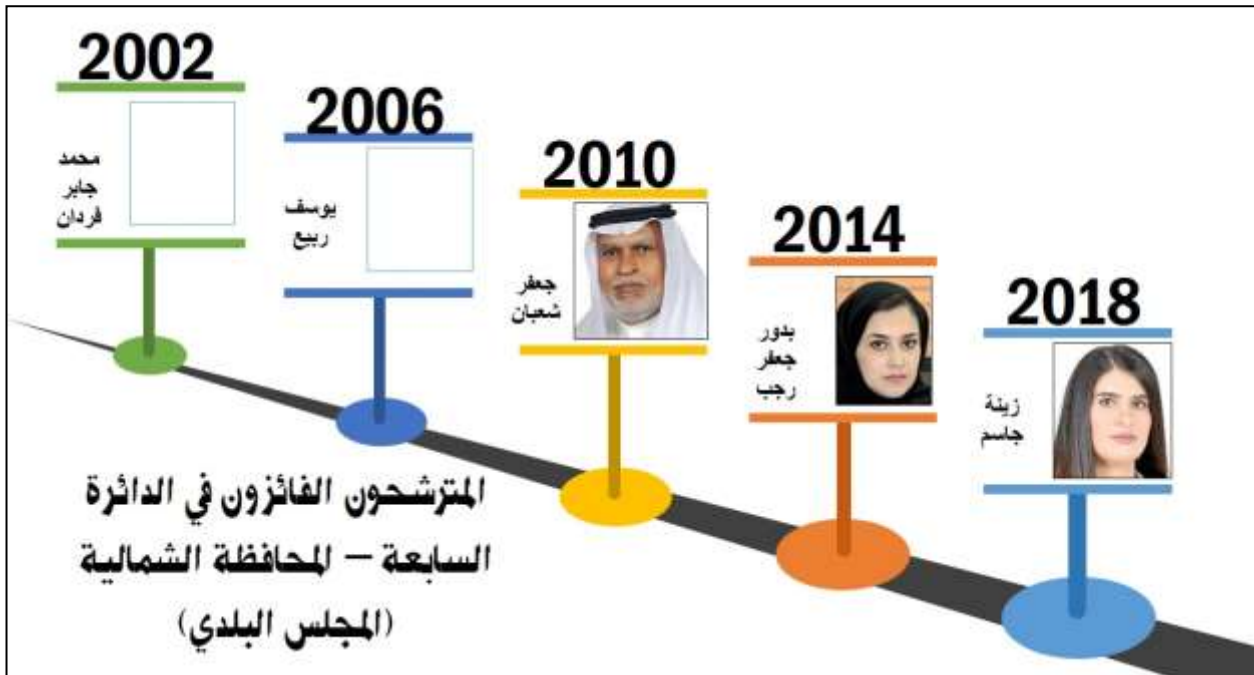 2002
محمد
جابر
فردان
2006
يوسف
ربيع
2010
جعفر
شعبان
2014
بدور
جعفر
رجب
2018
زينة
جاسم
المترشحون الفائزون في الدائرة
السابعة – المحافظة الشمالية
(المجلس البلدي)